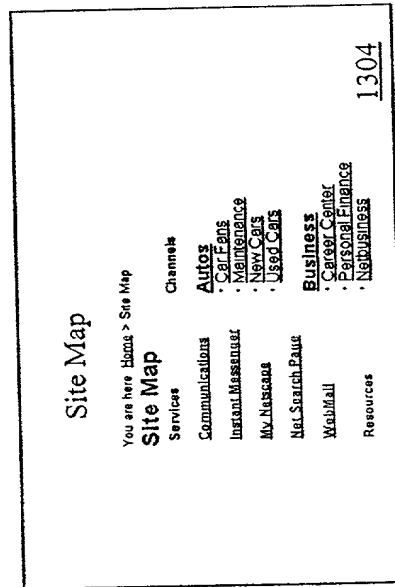 Site Map
You are here Home > Site Map
Site Map
Services
Channels
Communications
Instant Messenger
My Netscape
Net Search Page
WebMail
Resources
Autos
· Car Fans
· Maintenance
· New Cars
· Used Cars
Business
· Career Center
· Personal Finance
· Netbusiness
1304